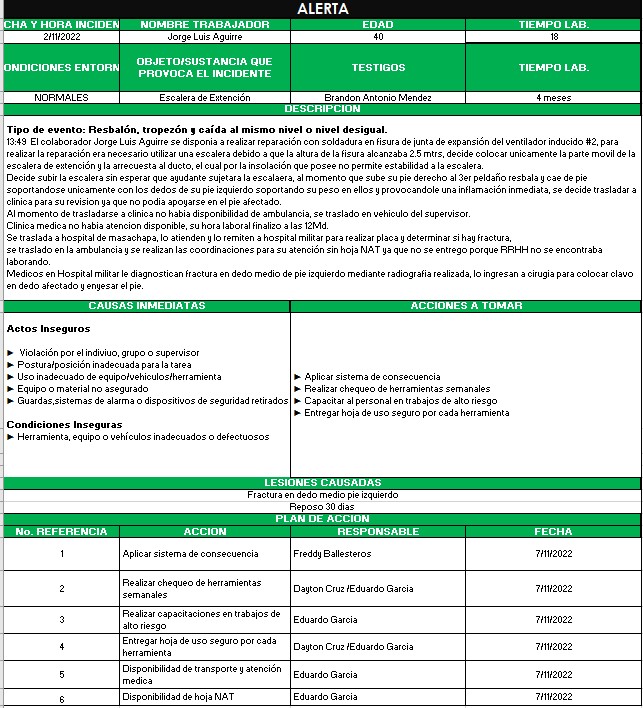 ALERTA
CHA Y HORA INCIDEN NOMBRE TRABAJADOR EDAD TIEMPO LAB.
2/11/2022 Jorge Luis Aguirre 40 18
ONDICIONES ENTORN OBJETO/SUSTANCIA QUE PROVOCA EL INCIDENTE TESTIGOS TIEMPO LAB.
NORMALES Escalera de Extención Brandon Antonio Mendez 4 meses
DESCRIPCION
Tipo de evento: Resbalón, tropezón y caída al mismo nivel o nivel desigual.
13:49 El colaborador Jorge Luis Aguirre se disponia a realizar reparación con soldadura en fisura de junta de expansión del ventilador inducido #2, para
realizar la reparación era necesario utilizar una escalera debido a que la altura de la fisura alcanzaba 2.5 mtrs, decide colocar unicamente la parte movil de la
escalera de extención y la arrecuesta al ducto, el cual por la insolación que posee no permite estabilidad a la escalera.
Decide subir la escalera sin esperar que ayudante sujetara la escalaera, al momento que sube su pie derecho al 3er peldaño resbala y cae de pie
soportandose unicamente con los dedos de su pie izquierdo soportando su peso en ellos y provocandole una inflamación inmediata, se decide trasladar a
clinica para su revision ya que no podia apoyarse en el pie afectado.
Al momento de trasladarse a clinica no habia disponibilidad de ambulancia, se traslado en vehiculo del supervisor.
Clinica medica no habia atencion disponible, su hora laboral finalizo a las 12Md.
Se traslada a hospital de masachapa, lo atienden y lo remiten a hospital militar para realizar placa y determinar si hay fractura,
se traslado en la ambulancia y se realizan las coordinaciones para su atención sin hoja NAT ya que no se entrego porque RRHH no se encontraba
laborando.
Medicos en Hospital militar le diagnostican fractura en dedo medio de pie izquierdo mediante radiografia realizada, lo ingresan a cirugia para colocar clavo
en dedo afectado y enyesar el pie.
CAUSAS INMEDIATAS ACCIONES A TOMAR
Actos Inseguros
► Violación por el indiviuo, grupo o supervisor
► Postura/posición inadecuada para la tarea
► Uso inadecuado de equipo/vehiculos/herramienta
► Equipo o material no asegurado
► Guardas,sistemas de alarma o dispositivos de seguridad retirados
Condiciones Inseguras
► Herramienta, equipo o vehículos inadecuados o defectuosos
► Aplicar sistema de consecuencia
► Realizar chequeo de herramientas semanales
► Capacitar al personal en trabajos de alto riesgo
► Entregar hoja de uso seguro por cada herramienta
LESIONES CAUSADAS
Fractura en dedo medio pie izquierdo
Reposo 30 dias
PLAN DE ACCION
No. REFERENCIA ACCION RESPONSABLE FECHA
1 Aplicar sistema de consecuencia Freddy Ballesteros 7/11/2022
2 Realizar chequeo de herramientas semanales Dayton Cruz /Eduardo Garcia 7/11/2022
3 Realizar capacitaciones en trabajos de alto riesgo Eduardo Garcia 7/11/2022
4 Entregar hoja de uso seguro por cada herramienta Dayton Cruz /Eduardo Garcia 7/11/2022
5 Disponibilidad de transporte y atención medica Eduardo Garcia 7/11/2022
6 Disponibilidad de hoja NAT Eduardo Garcia 7/11/2022